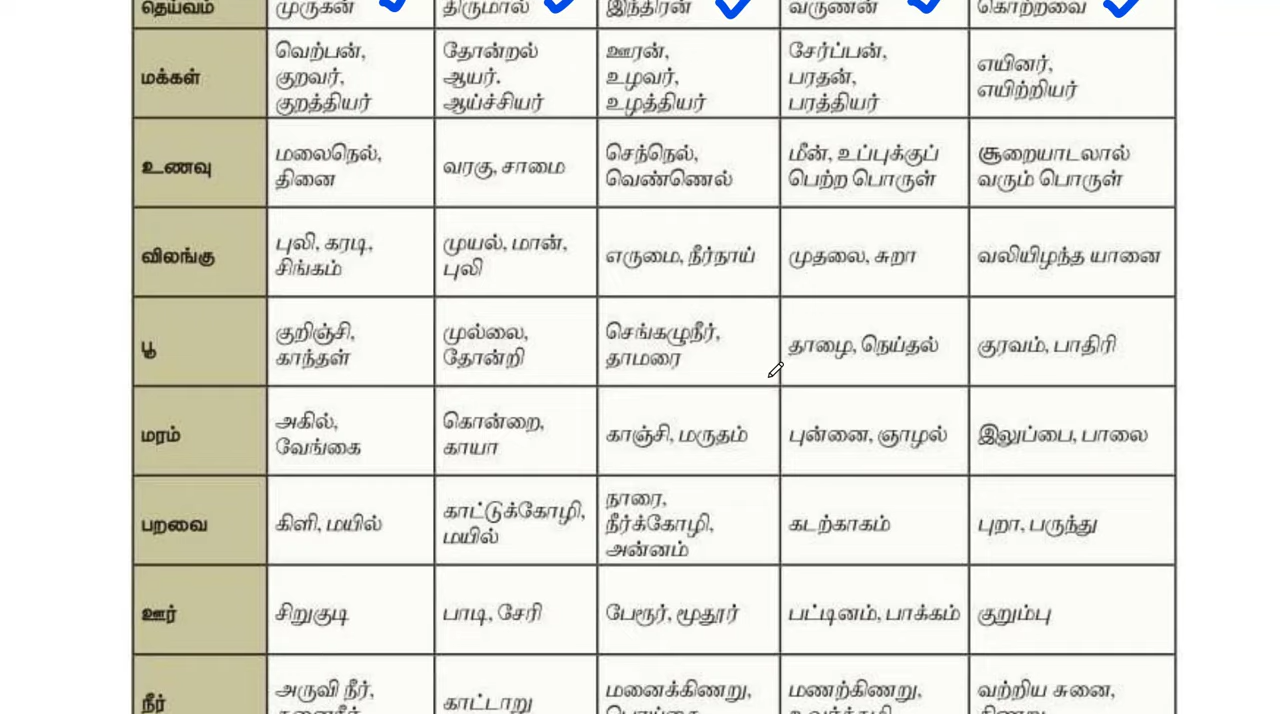 தெய்வம் முருகன் திருமால் இந்திரன் வருணன் கொற்றவை
மக்கள் வெற்பன், குறவர், குறத்தியர் தோன்றல் ஆயர். ஆய்ச்சியர் ஊரன், உழவர், உழத்தியர் சேர்ப்பன், பரதன், பரத்தியர் எயினர், எயிற்றியர்
உணவு மலைநெல், தினை வரகு, சாமை செந்நெல், வெண்ணெல் மீன், உப்புக்குப் பெற்ற பொருள் சூறையாடலால் வரும் பொருள்
விலங்கு புலி, கரடி, சிங்கம் முயல், மான், புலி எருமை, நீர்நாய் முதலை, சுறா வலியிழந்த யானை
பூ குறிஞ்சி, காந்தள் முல்லை, தோன்றி செங்கழுநீர், தாமரை தாழை, நெய்தல் குரவம், பாதிரி
மரம் அகில், வேங்கை கொன்றை, காயா காஞ்சி, மருதம் புன்னை, ஞாழல் இலுப்பை, பாலை
பறவை கிளி, மயில் காட்டுக்கோழி, மயில் நாரை, நீர்க்கோழி, அன்னம் கடற்காகம் புறா, பருந்து
ஊர் சிறுகுடி பாடி, சேரி பேரூர், மூதூர் பட்டினம், பாக்கம் குறும்பு
நீர் அருவி நீர், காட்டாறு மனைக்கிணறு, மணற்கிணறு, வற்றிய சுனை,